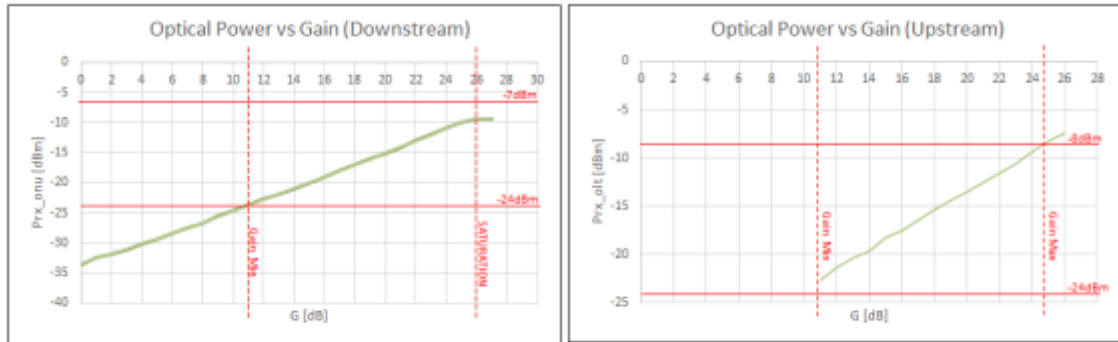 Optical Power vs Gain (Downstream)
0
0 2 4 6 8 10 12 14 16 18 20 22 24 26 28 30
-5
-7dBm
-10
-15
-20
-24dBm
-25
-30
-35
-40
Prx_onu [dBm]
Gain Min
SATURATION
G [dB]
Optical Power vs Gain (Upstream)
0
0 2 4 6 8 10 12 14 16 18 20 22 24 26 28
-5
-8dBm
-10
-15
-20
-24dBm
-25
Prx_olt [dBm]
Gain Min
Gain Max
G [dB]